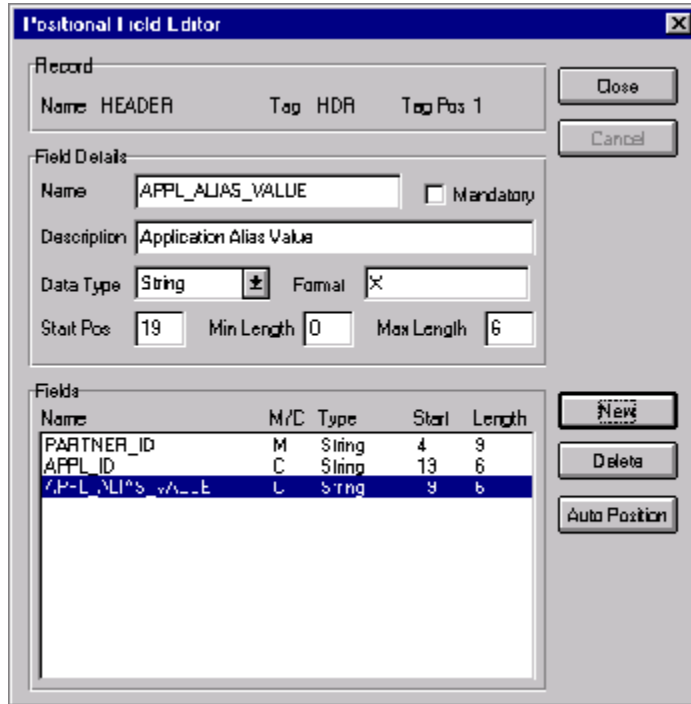 Positional Field Editor
Record
Name HEADER Tag HDR Tag Pos 1
Close
Cancel
Field Details
Name APPL_ALIAS_VALUE Mandatory
Description Application Alias Value
Data Type String Format X
Start Pos 19 Min Length 0 Max Length 6
Fields
Name M/C Type Start Length
PARTNER_ID M String 4 9
APPL_ID C String 13 6
APPL_ALIAS_VALUE C String 19 6
New
Delete
Auto Position